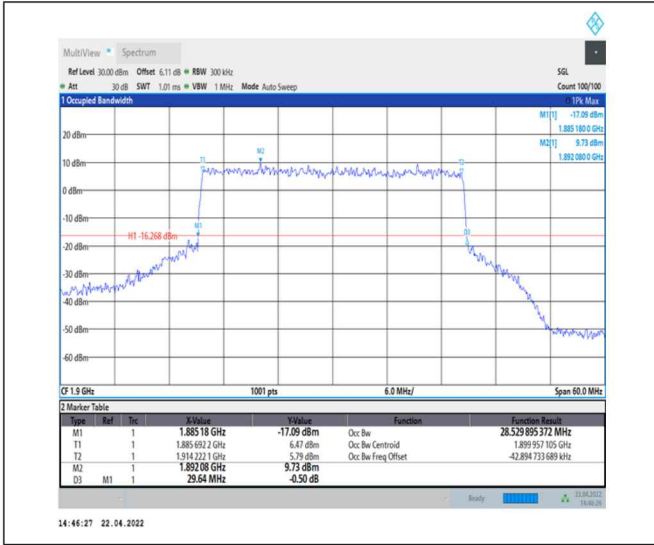 MultiView Spectrum
Ref Level 30.00 dBm Offset 6.11 dB RBW 300 kHz SGL
Att 30 dB SWT 1.01 ms VBW 1 MHz Mode Auto Sweep Count 100/100
1 Occupied Bandwidth 1Pk Max
M1[1] -17.09 dBm
1.885 180 0 GHz
M2[1] 9.73 dBm
1.892 080 0 GHz
20 dBm
M2
T1
10 dBm
0 dBm
-10 dBm
M1
H1 -16.268 dBm
D3
-20 dBm
-30 dBm
-40 dBm
-50 dBm
-60 dBm
CF 1.9 GHz 1001 pts 6.0 MHz/ Span 60.0 MHz
2 Marker Table
Type Ref Trc X-Value Y-Value Function Function Result
M1 1 1.885 18 GHz -17.09 dBm Occ Bw 28.529 895 372 MHz
T1 1 1.885 692 2 GHz 6.47 dBm Occ Bw Centroid 1.899 957 105 GHz
T2 1 1.914 222 1 GHz 5.79 dBm Occ Bw Freq Offset -42.894 733 689 kHz
M2 1 1.892 08 GHz 9.73 dBm
D3 M1 1 29.64 MHz -0.50 dB
Ready 22.04.2022
14:46:26
14:46:27 22.04.2022